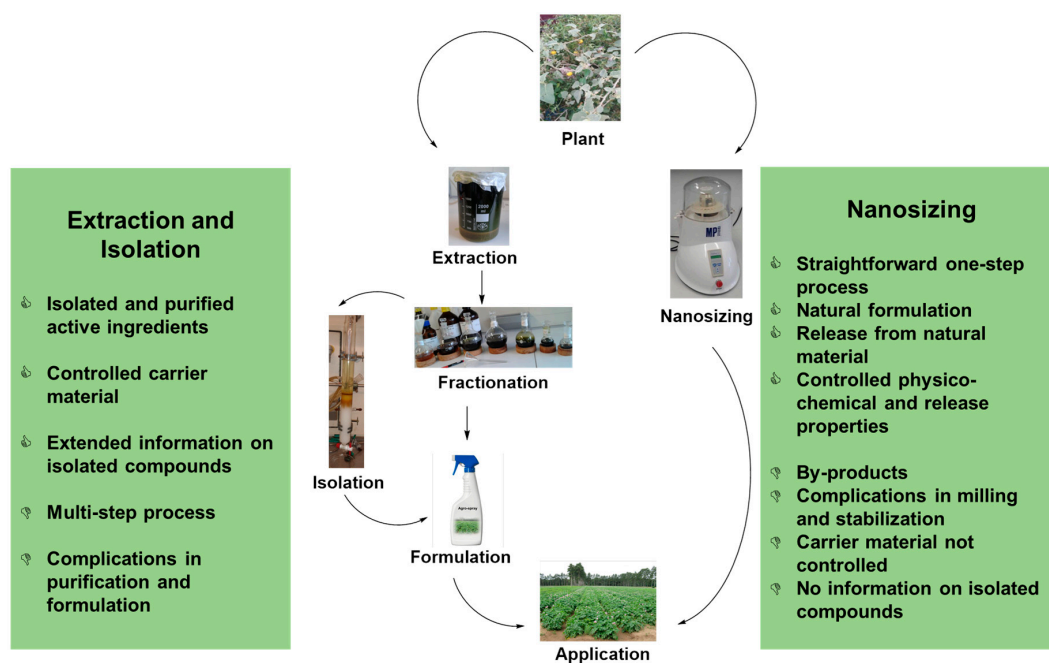 Plant
Extraction and
Isolation
Isolated and purified
active ingredients
Controlled carrier
material
Extended information on
isolated compounds
Multi-step process
Complications in
purification and
formulation
Extraction
Fractionation
Isolation
Agro-spray
Formulation
Application
MP
Nanosizing
Nanosizing
Straightforward one-step
process
Natural formulation
Release from natural
material
Controlled physico-
chemical and release
properties
By-products
Complications in milling
and stabilization
Carrier material not
controlled
No information on isolated
compounds